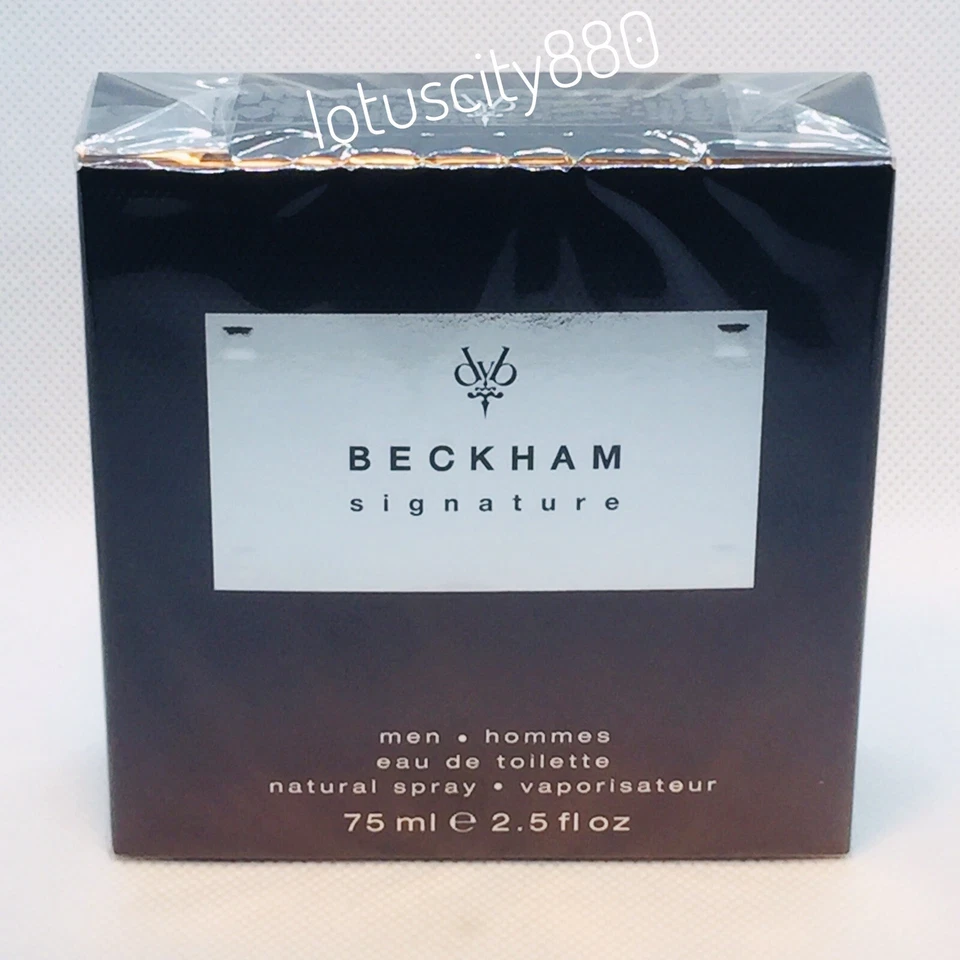 lotuscity880
dvb
BECKHAM
signature
men • hommes
eau de toilette
natural spray • vaporisateur
75 ml ℮ 2.5 fl oz